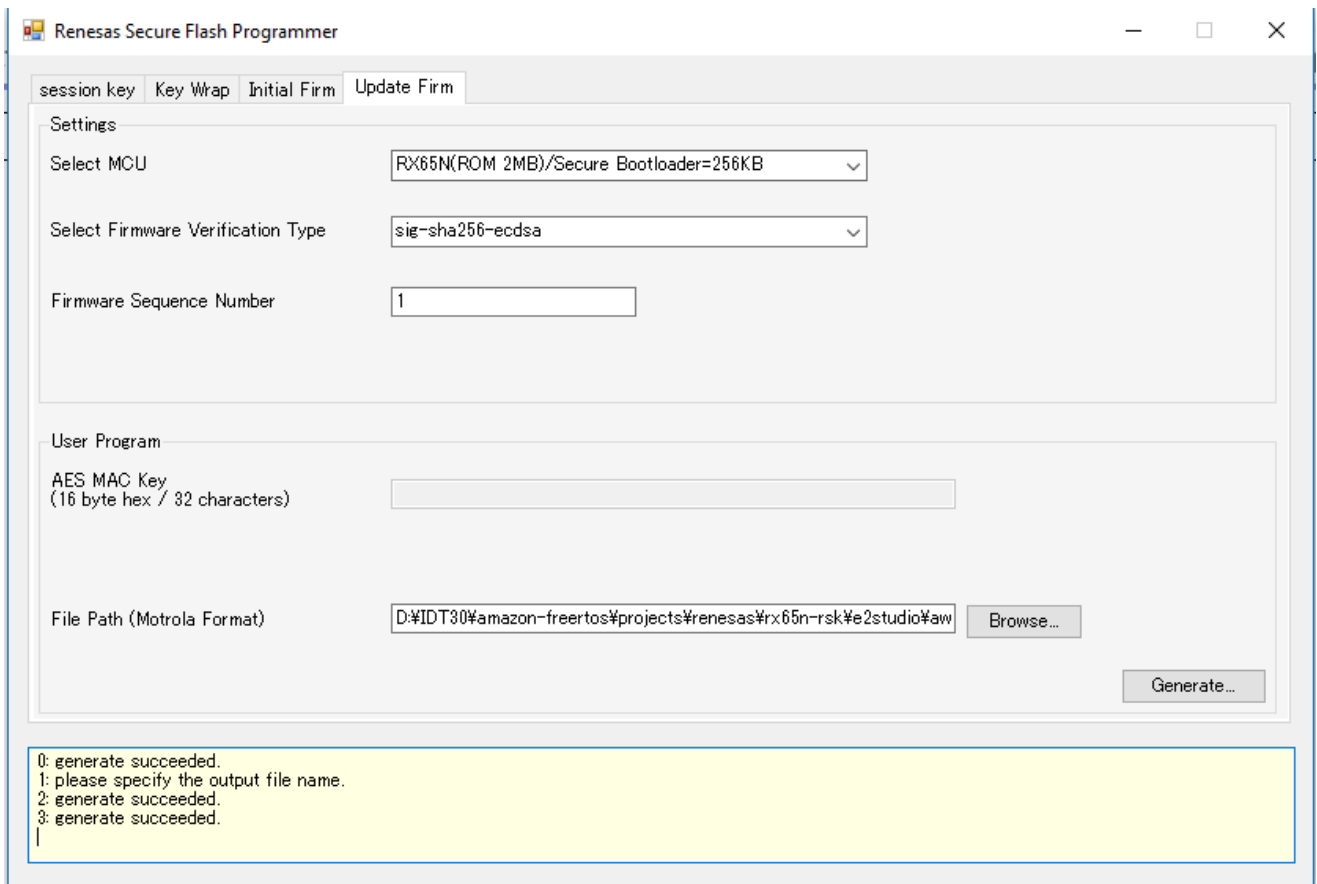 Renesas Secure Flash Programmer
session key Key Wrap Initial Firm Update Firm
Settings
Select MCU RX65N(ROM 2MB)/Secure Bootloader=256KB
Select Firmware Verification Type sig-sha256-ecdsa
Firmware Sequence Number 1
User Program
AES MAC Key
(16 byte hex / 32 characters)
File Path (Motrola Format) D:¥IDT30¥amazon-freertos¥projects¥renesas¥rx65n-rsk¥e2studio¥aw Browse...
Generate...
0: generate succeeded.
1: please specify the output file name.
2: generate succeeded.
3: generate succeeded.